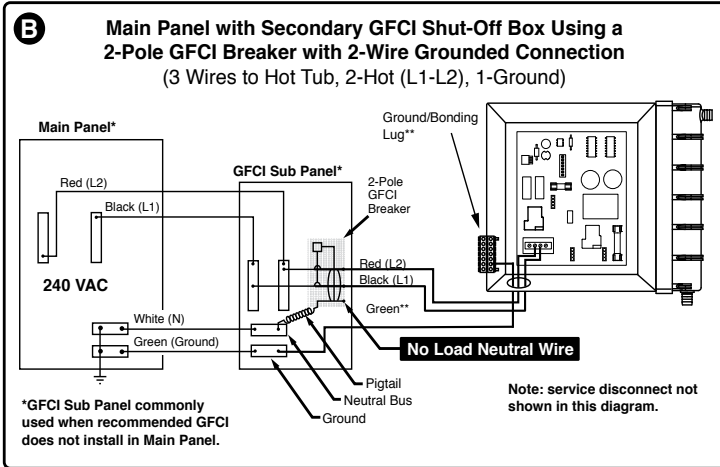 B
Main Panel with Secondary GFCI Shut-Off Box Using a
2-Pole GFCI Breaker with 2-Wire Grounded Connection
(3 Wires to Hot Tub, 2-Hot (L1-L2), 1-Ground)
Main Panel*
Red (L2)
Black (L1)
240 VAC
White (N)
Green (Ground)
*GFCI Sub Panel commonly
used when recommended GFCI
does not install in Main Panel.
GFCI Sub Panel*
2-Pole
GFCI
Breaker
Ground/Bonding
Lug**
Red (L2)
Black (L1)
Green**
No Load Neutral Wire
Pigtail
Neutral Bus
Ground
Note: service disconnect not
shown in this diagram.